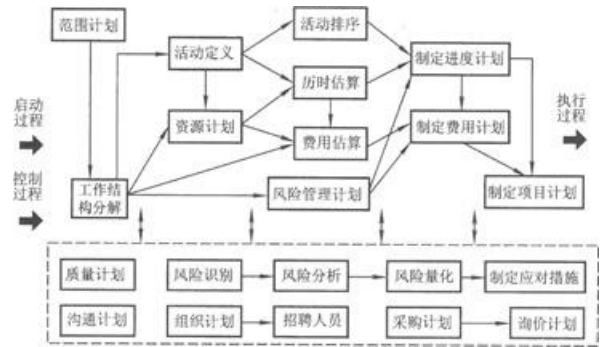 范围计划
活动排序
活动定义
制定进度计划
历时估算
启动
过程
资源计划
执行
过程
费用估算
制定费用计划
控制
过程
工作结
构分解
风险管理计划
制定项目计划
质量计划
风险识别
风险分析
风险量化
制定应对措施
沟通计划
组织计划
招聘人员
采购计划
询价计划